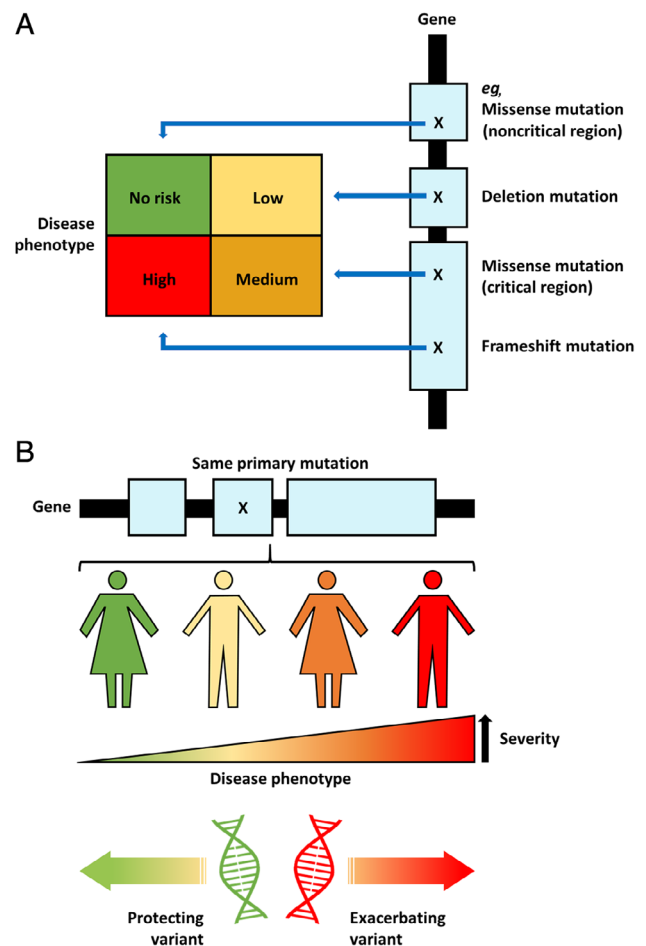 A
Gene
eg,
Missense mutation
(noncritical region)
No risk
Low
Deletion mutation
Disease
phenotype
High
Medium
Missense mutation
(critical region)
Frameshift mutation
X
X
X
X
B
Same primary mutation
Gene
X
Severity
Disease phenotype
Protecting
variant
Exacerbating
variant